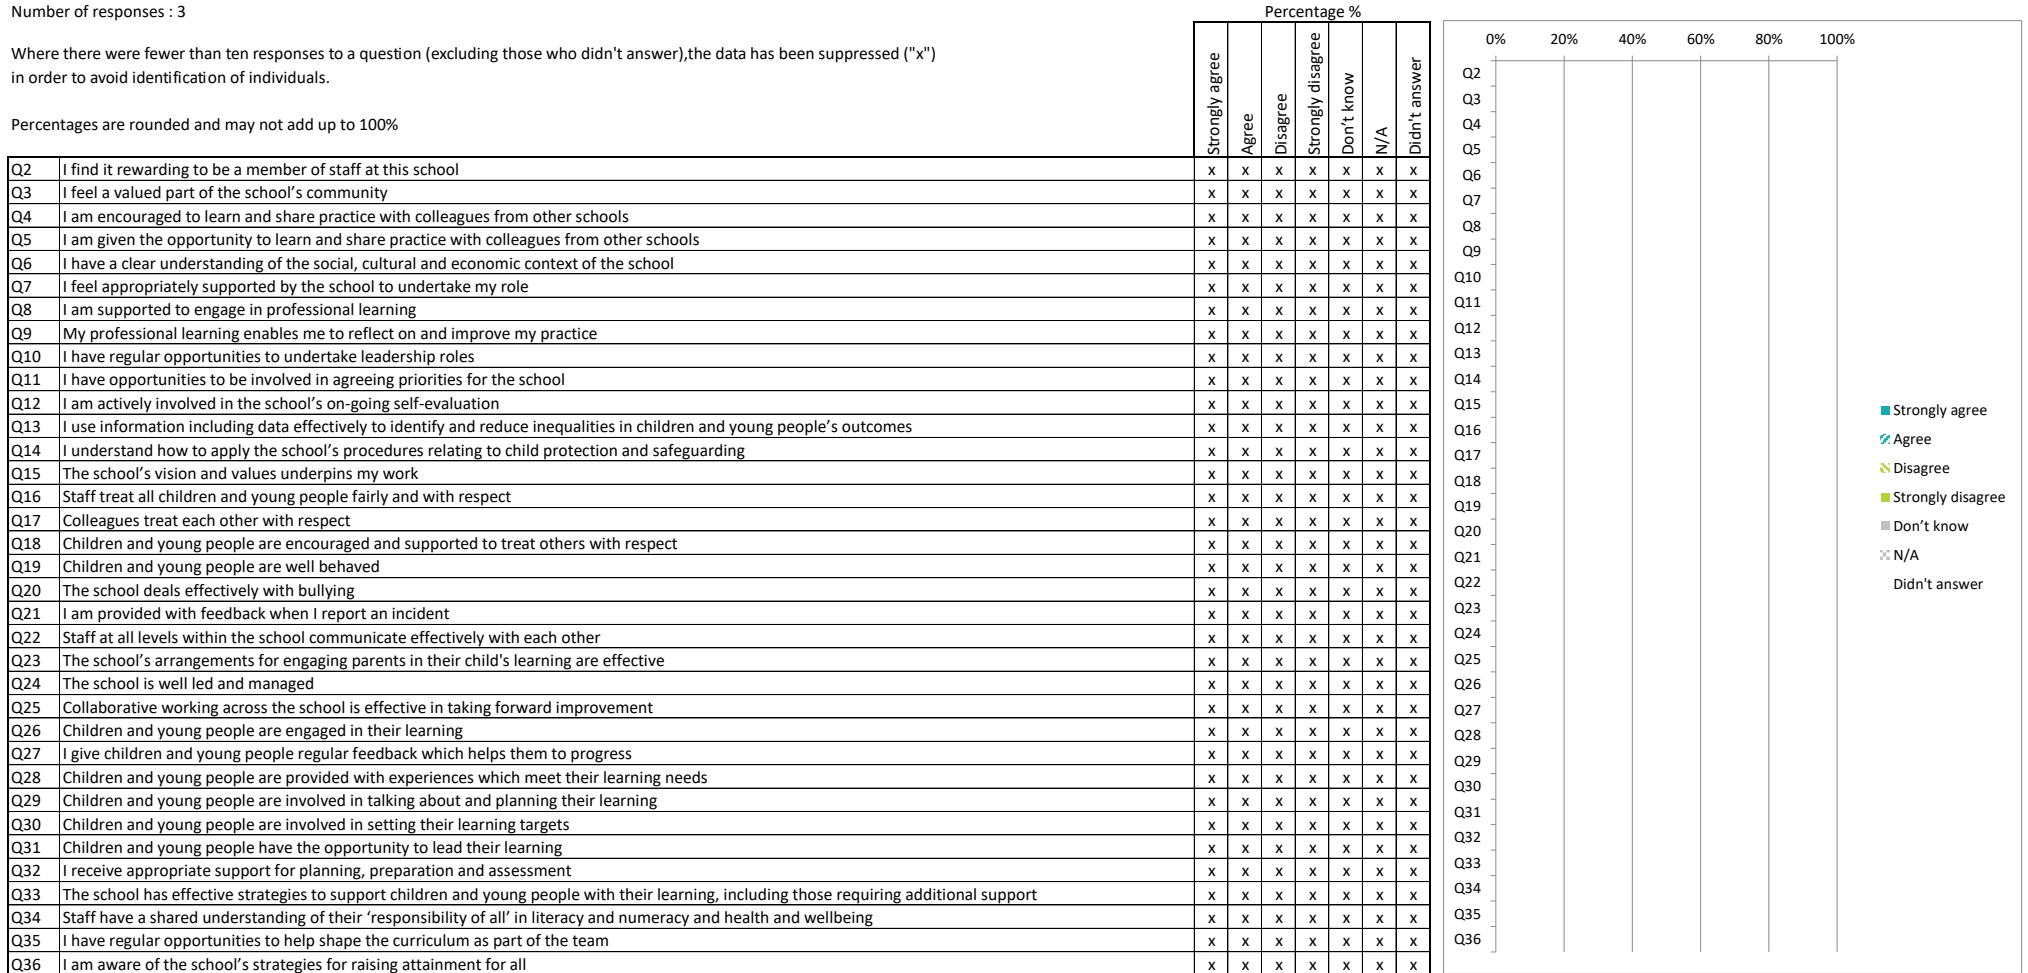 Number of responses : 3
Percentage %
Where there were fewer than ten responses to a question (excluding those who didn't answer),the data has been suppressed ("x")
in order to avoid identification of individuals.
Percentages are rounded and may not add up to 100%
Strongly agree
Agree
Disagree
Strongly disagree
Don't know
N/A
Didn't answer
Q2 I find it rewarding to be a member of staff at this school x x x x x x x
Q3 I feel a valued part of the school's community x x x x x x x
Q4 I am encouraged to learn and share practice with colleagues from other schools x x x x x x x
Q5 I am given the opportunity to learn and share practice with colleagues from other schools x x x x x x x
Q6 I have a clear understanding of the social, cultural and economic context of the school x x x x x x x
Q7 I feel appropriately supported by the school to undertake my role x x x x x x x
Q8 I am supported to engage in professional learning x x x x x x x
Q9 My professional learning enables me to reflect on and improve my practice x x x x x x x
Q10 I have regular opportunities to undertake leadership roles x x x x x x x
Q11 I have opportunities to be involved in agreeing priorities for the school x x x x x x x
Q12 I am actively involved in the school's on-going self-evaluation x x x x x x x
Q13 I use information including data effectively to identify and reduce inequalities in children and young people's outcomes x x x x x x x
Q14 I understand how to apply the school's procedures relating to child protection and safeguarding x x x x x x x
Q15 The school's vision and values underpins my work x x x x x x x
Q16 Staff treat all children and young people fairly and with respect x x x x x x x
Q17 Colleagues treat each other with respect x x x x x x x
Q18 Children and young people are encouraged and supported to treat others with respect x x x x x x x
Q19 Children and young people are well behaved x x x x x x x
Q20 The school deals effectively with bullying x x x x x x x
Q21 I am provided with feedback when I report an incident x x x x x x x
Q22 Staff at all levels within the school communicate effectively with each other x x x x x x x
Q23 The school's arrangements for engaging parents in their child's learning are effective x x x x x x x
Q24 The school is well led and managed x x x x x x x
Q25 Collaborative working across the school is effective in taking forward improvement x x x x x x x
Q26 Children and young people are engaged in their learning x x x x x x x
Q27 I give children and young people regular feedback which helps them to progress x x x x x x x
Q28 Children and young people are provided with experiences which meet their learning needs x x x x x x x
Q29 Children and young people are involved in talking about and planning their learning x x x x x x x
Q30 Children and young people are involved in setting their learning targets x x x x x x x
Q31 Children and young people have the opportunity to lead their learning x x x x x x x
Q32 I receive appropriate support for planning, preparation and assessment x x x x x x x
Q33 The school has effective strategies to support children and young people with their learning, including those requiring additional support x x x x x x x
Q34 Staff have a shared understanding of their 'responsibility of all' in literacy and numeracy and health and wellbeing x x x x x x x
Q35 I have regular opportunities to help shape the curriculum as part of the team x x x x x x x
Q36 I am aware of the school's strategies for raising attainment for all x x x x x x x
0% 20% 40% 60% 80% 100%
Q2
Q3
Q4
Q5
Q6
Q7
Q8
Q9
Q10
Q11
Q12
Q13
Q14
Q15
Q16
Q17
Q18
Q19
Q20
Q21
Q22
Q23
Q24
Q25
Q26
Q27
Q28
Q29
Q30
Q31
Q32
Q33
Q34
Q35
Q36
Strongly agree
Agree
Disagree
Strongly disagree
Don't know
N/A
Didn't answer